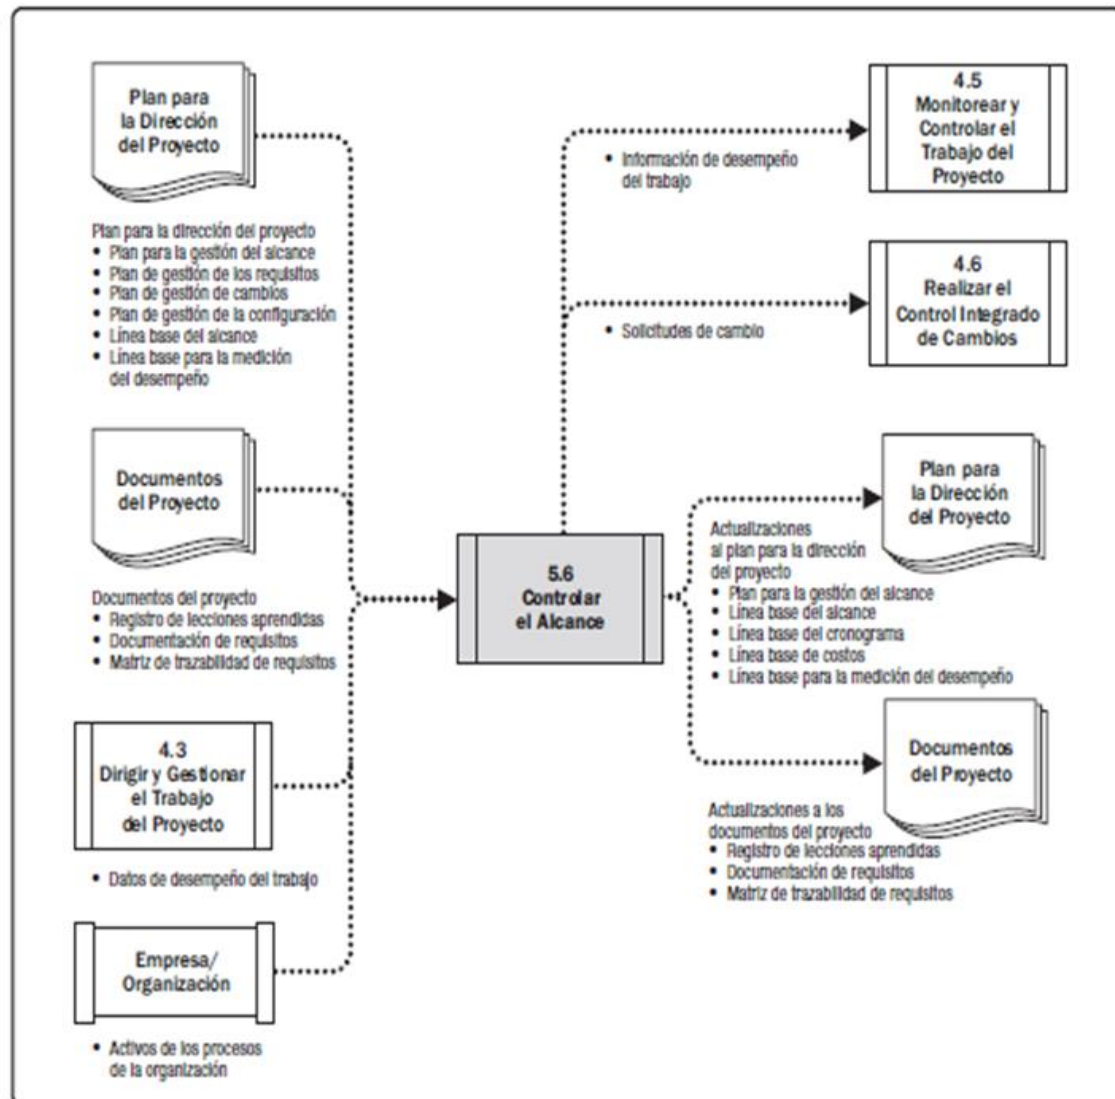 Plan para
la Dirección
del Proyecto
Plan para la dirección del proyecto
• Plan para la gestión del alcance
• Plan de gestión de los requisitos
• Plan de gestión de cambios
• Plan de gestión de la configuración
• Línea base del alcance
• Línea base para la medición
del desempeño
Documentos
del Proyecto
Documentos del proyecto
• Registro de lecciones aprendidas
• Documentación de requisitos
• Matriz de trazabilidad de requisitos
4.3
Dirigir y Gestionar
el Trabajo
del Proyecto
• Datos de desempeño del trabajo
Empresa/
Organización
• Activos de los procesos
de la organización
5.6
Controlar
el Alcance
• Información de desempeño
del trabajo
4.5
Monitorear y
Controlar el
Trabajo del
Proyecto
• Solicitudes de cambio
4.6
Realizar el
Control Integrado
de Cambios
Plan para
la Dirección
del Proyecto
Actualizaciones
al plan para la dirección
del proyecto
• Plan para la gestión del alcance
• Línea base del alcance
• Línea base del cronograma
• Línea base de costos
• Línea base para la medición del desempeño
Documentos
del Proyecto
Actualizaciones a los
documentos del proyecto
• Registro de lecciones aprendidas
• Documentación de requisitos
• Matriz de trazabilidad de requisitos